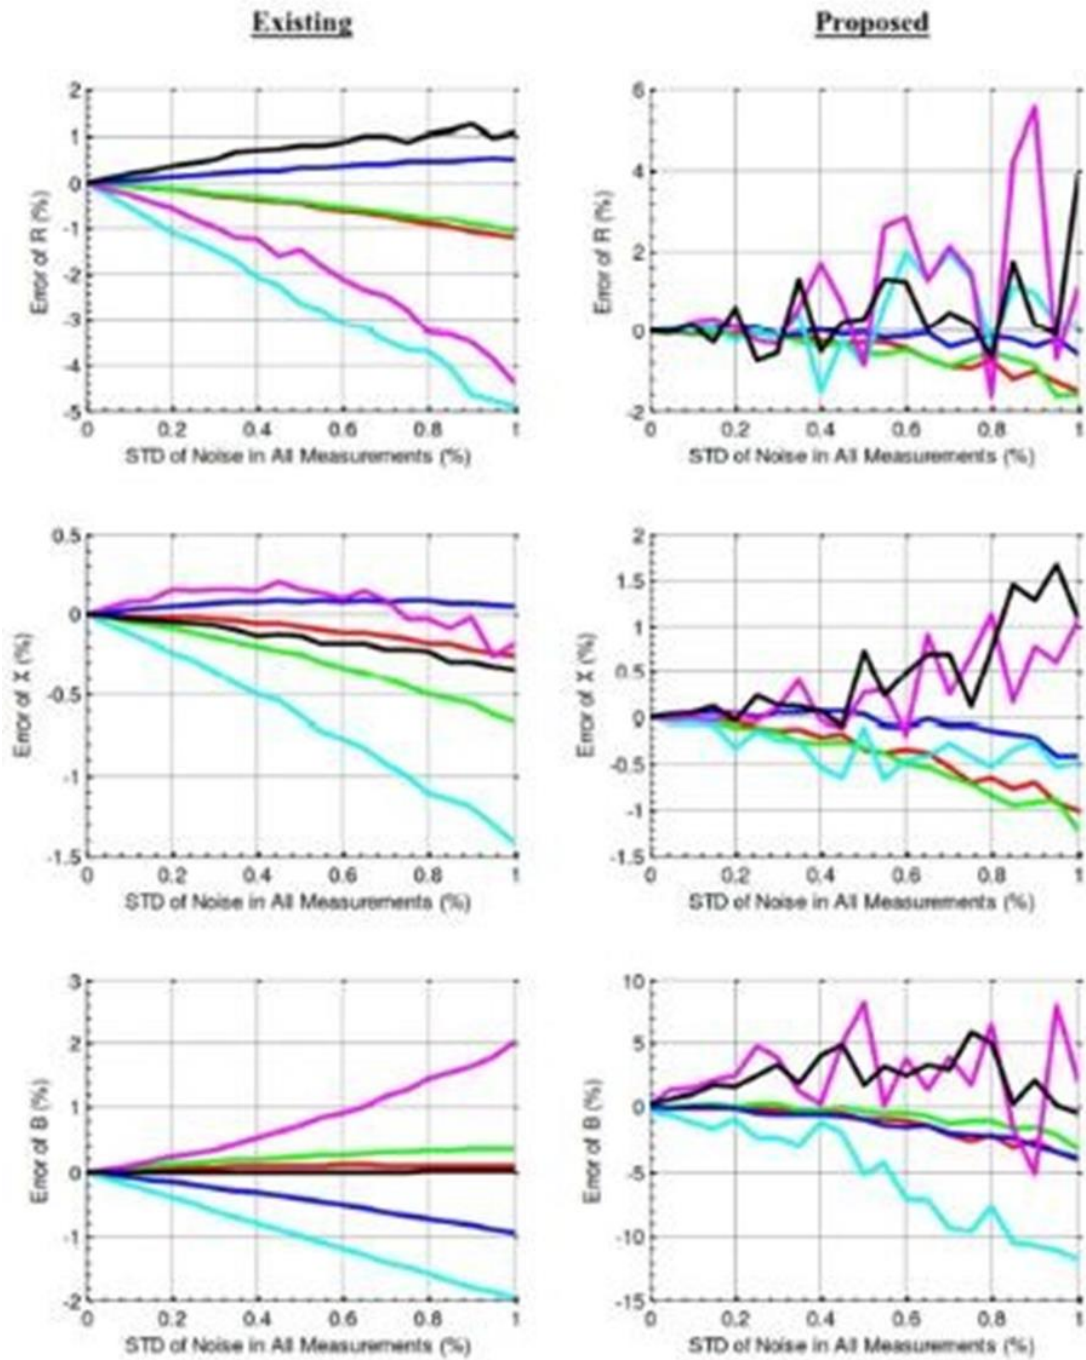 Existing
Proposed
2
1
0
-1
-2
-3
-4
-5
Error of R (%)
0 0.2 0.4 0.6 0.8 1
STD of Noise in All Measurements (%)
6
4
2
0
-2
Error of R (%)
0 0.2 0.4 0.6 0.8 1
STD of Noise in All Measurements (%)
0.5
0
-0.5
-1
-1.5
Error of X (%)
0 0.2 0.4 0.6 0.8 1
STD of Noise in All Measurements (%)
2
1.5
1
0.5
0
-0.5
-1
-1.5
Error of X (%)
0 0.2 0.4 0.6 0.8 1
STD of Noise in All Measurements (%)
3
2
1
0
-1
-2
Error of B (%)
0 0.2 0.4 0.6 0.8 1
STD of Noise in All Measurements (%)
10
5
0
-5
-10
-15
Error of B (%)
0 0.2 0.4 0.6 0.8 1
STD of Noise in All Measurements (%)